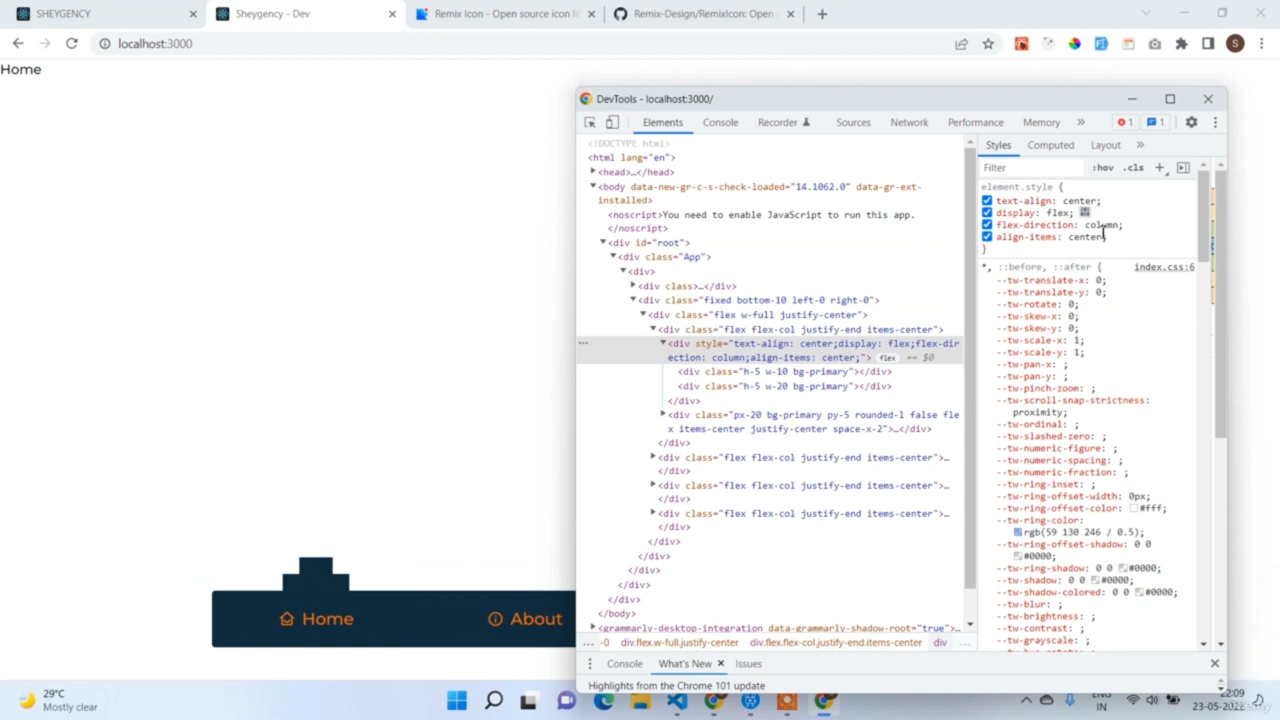 SHEYGENCY
Sheygency - Dev
Remix Icon - Open source icon li
Remix-Design/RemixIcon: Open
localhost:3000
S
Home
DevTools - localhost:3000/
Elements
Console
Recorder
Sources
Network
Performance
Memory
1
1
<!DOCTYPE html>
<html lang="en">
<head>…</head>
<body data-new-gr-c-s-check-loaded="14.1062.0" data-gr-ext-
installed>
<noscript>You need to enable JavaScript to run this app.
</noscript>
<div id="root">
<div class="App">
<div>
<div class>…</div>
<div class="fixed bottom-10 left-0 right-0">
<div class="flex w-full justify-center">
<div class="flex flex-col justify-end items-center">
<div style="text-align: center;display: flex;flex-dir
ection: column;align-items: center;"> flex == $0
<div class="h-5 w-10 bg-primary"></div>
<div class="h-5 w-20 bg-primary"></div>
</div>
<div class="px-20 bg-primary py-5 rounded-l false fle
x items-center justify-center space-x-2">…</div>
</div>
<div class="flex flex-col justify-end items-center">…
</div>
<div class="flex flex-col justify-end items-center">…
</div>
<div class="flex flex-col justify-end items-center">…
</div>
</div>
</div>
</div>
</div>
</div>
</body>
<grammarly-desktop-integration data-grammarly-shadow-root="true">…
-0 div.flex.w-full.justify-center div.flex.flex-col.justify-end.items-center div
Styles
Computed
Layout
Filter
:hov
.cls
element.style {
text-align: center;
display: flex;
flex-direction: column;
align-items: center;
}
*, ::before, ::after { index.css:6
--tw-translate-x: 0;
--tw-translate-y: 0;
--tw-rotate: 0;
--tw-skew-x: 0;
--tw-skew-y: 0;
--tw-scale-x: 1;
--tw-scale-y: 1;
--tw-pan-x: ;
--tw-pan-y: ;
--tw-pinch-zoom: ;
--tw-scroll-snap-strictness:
proximity;
--tw-ordinal: ;
--tw-slashed-zero: ;
--tw-numeric-figure: ;
--tw-numeric-spacing: ;
--tw-numeric-fraction: ;
--tw-ring-inset: ;
--tw-ring-offset-width: 0px;
--tw-ring-offset-color: #fff;
--tw-ring-color:
rgb(59 130 246 / 0.5);
--tw-ring-offset-shadow: 0 0
#0000;
--tw-ring-shadow: 0 0 #0000;
--tw-shadow: 0 0 #0000;
--tw-shadow-colored: 0 0 #0000;
--tw-blur: ;
--tw-brightness: ;
--tw-contrast: ;
--tw-grayscale: ;
Console
What's New
Issues
Highlights from the Chrome 101 update
Home
About
29°C
Mostly clear
ENG
IN
22:09
23-05-2022